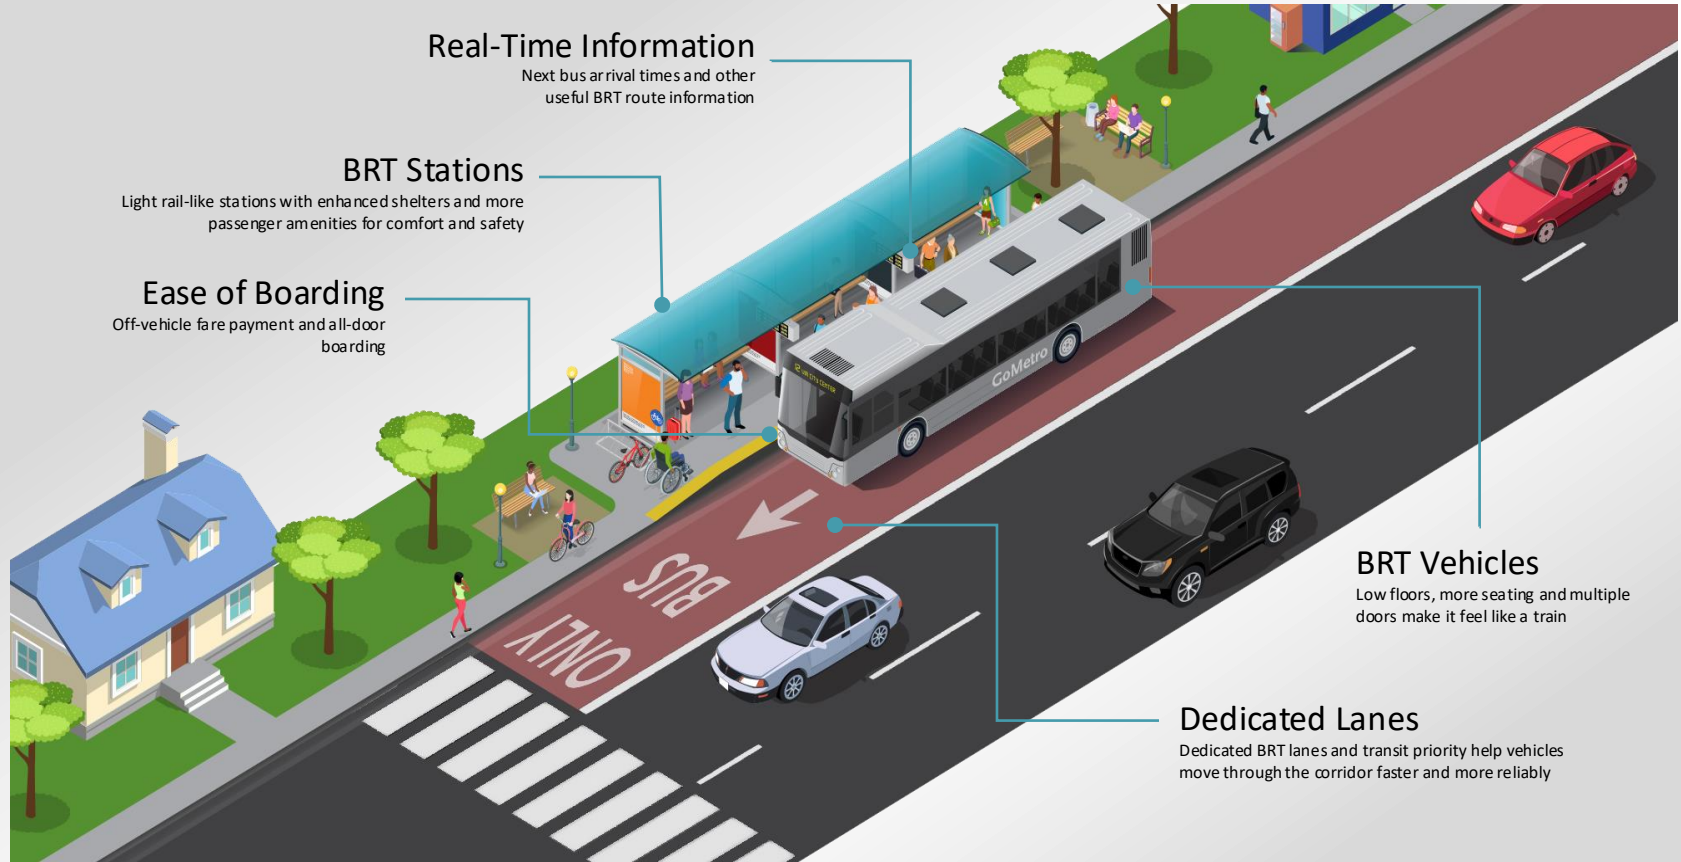 Real-Time Information
Next bus arrival times and other
useful BRT route information
BRT Stations
Light rail-like stations with enhanced shelters and more
passenger amenities for comfort and safety
Ease of Boarding
Off-vehicle fare payment and all-door
boarding
GoMetro
BUS
ONLY
BRT Vehicles
Low floors, more seating and multiple
doors make it feel like a train
Dedicated Lanes
Dedicated BRT lanes and transit priority help vehicles
move through the corridor faster and more reliably